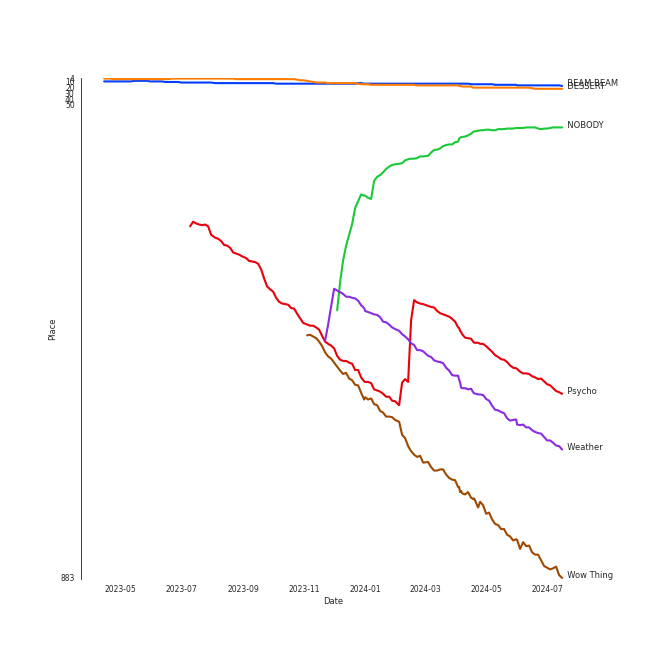 4
10
20
30
40
50
BEAM BEAM
DESSERT
NOBODY
Psycho
Weather
Wow Thing
883
Place
2023-05
2023-07
2023-09
2023-11
2024-01
2024-03
2024-05
2024-07
Date